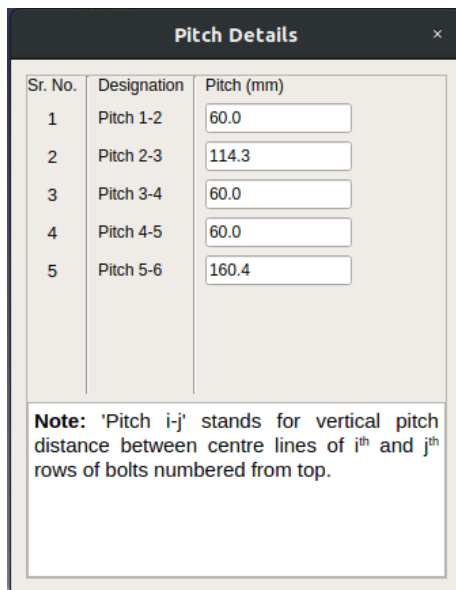 Pitch Details ×
Sr. No. Designation Pitch (mm)
1 Pitch 1-2 60.0
2 Pitch 2-3 114.3
3 Pitch 3-4 60.0
4 Pitch 4-5 60.0
5 Pitch 5-6 160.4
Note: 'Pitch i-j' stands for vertical pitch
distance between centre lines of iᵗʰ and jᵗʰ
rows of bolts numbered from top.